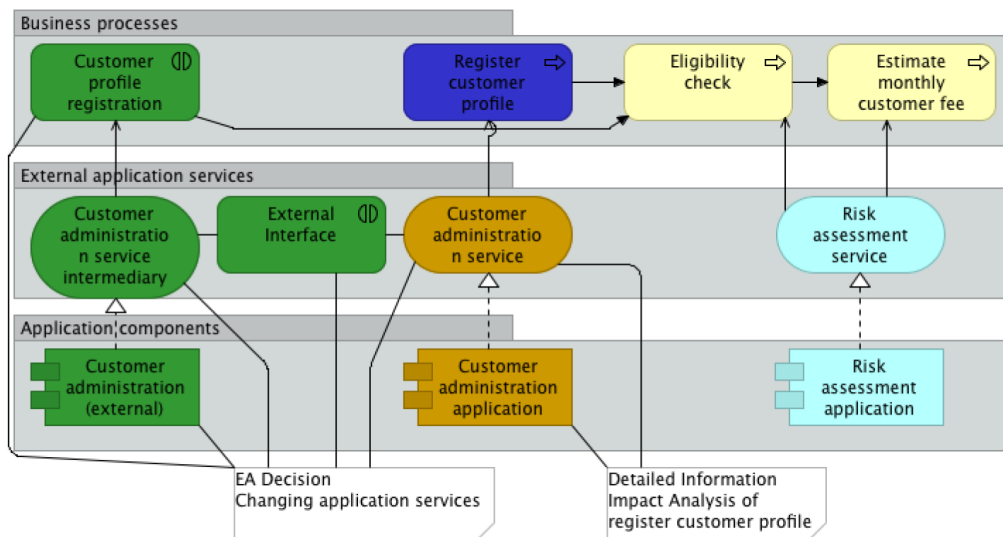 Business processes
Customer
profile
registration
Register
customer
profile
Eligibility
check
Estimate
monthly
customer fee
External application services
Customer
administratio
n service
intermediary
External
Interface
Customer
administratio
n service
Risk
assessment
service
Application components
Customer
administration
(external)
Customer
administration
application
Risk
assessment
application
EA Decision
Changing application services
Detailed Information
Impact Analysis of
register customer profile